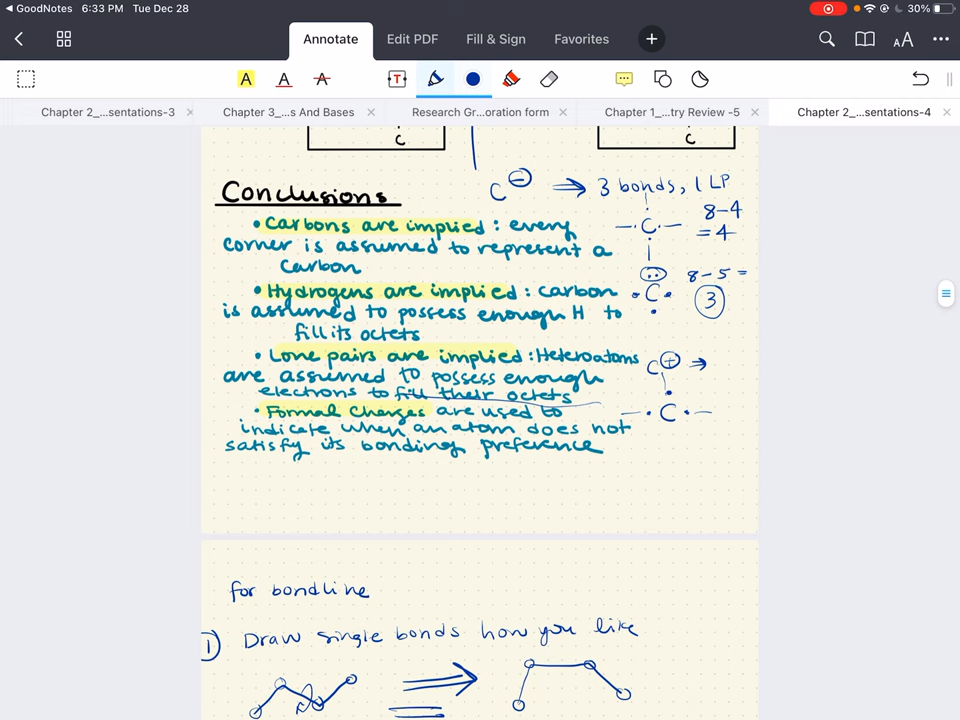 GoodNotes 6:33 PM Tue Dec 28 30%
Annotate Edit PDF Fill & Sign Favorites
AA
A A A T
Chapter 2_...sentations-3 Chapter 3_...s And Bases Research Gr...oration form Chapter 1_...try Review -5 Chapter 2_...sentations-4
C C
C⊖ ⇒ 3 bonds, 1 LP
Conclusions
• Carbons are implied : every
corner is assumed to represent a
Carbon
C 8-4
= 4
• Hydrogens are implied : carbon
is assumed to possess enough H to
fill its octets
C 8-5 =
3
• Lone pairs are implied : Heteroatoms
are assumed to possess enough
electrons to fill their octets
C⊕ →
C
• Formal Charges are used to
indicate when an atom does not
satisfy its bonding preference
for bondline
1) Draw single bonds how you like